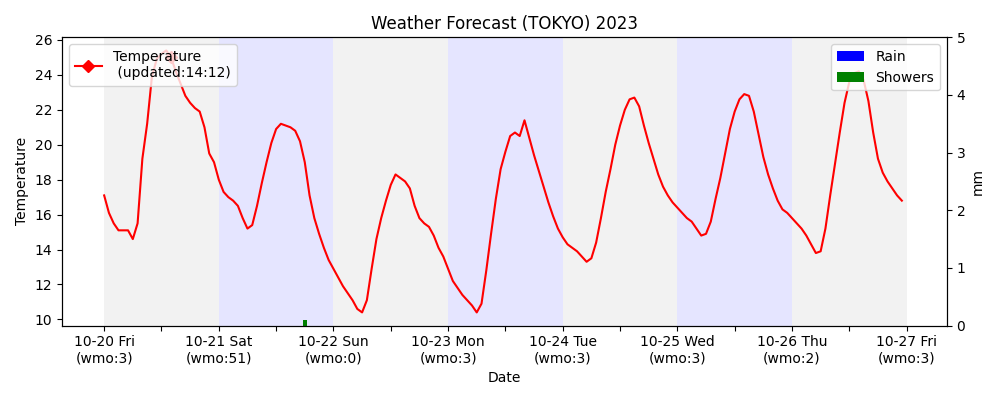 Weather Forecast (TOKYO) 2023
Temperature
(updated:14:12)
Rain
Showers
Temperature
26
24
22
20
18
16
14
12
10
5
4
3
2
1
0
mm
10-20 Fri
(wmo:3)
10-21 Sat
(wmo:51)
10-22 Sun
(wmo:0)
10-23 Mon
(wmo:3)
10-24 Tue
(wmo:3)
10-25 Wed
(wmo:3)
10-26 Thu
(wmo:2)
10-27 Fri
(wmo:3)
Date